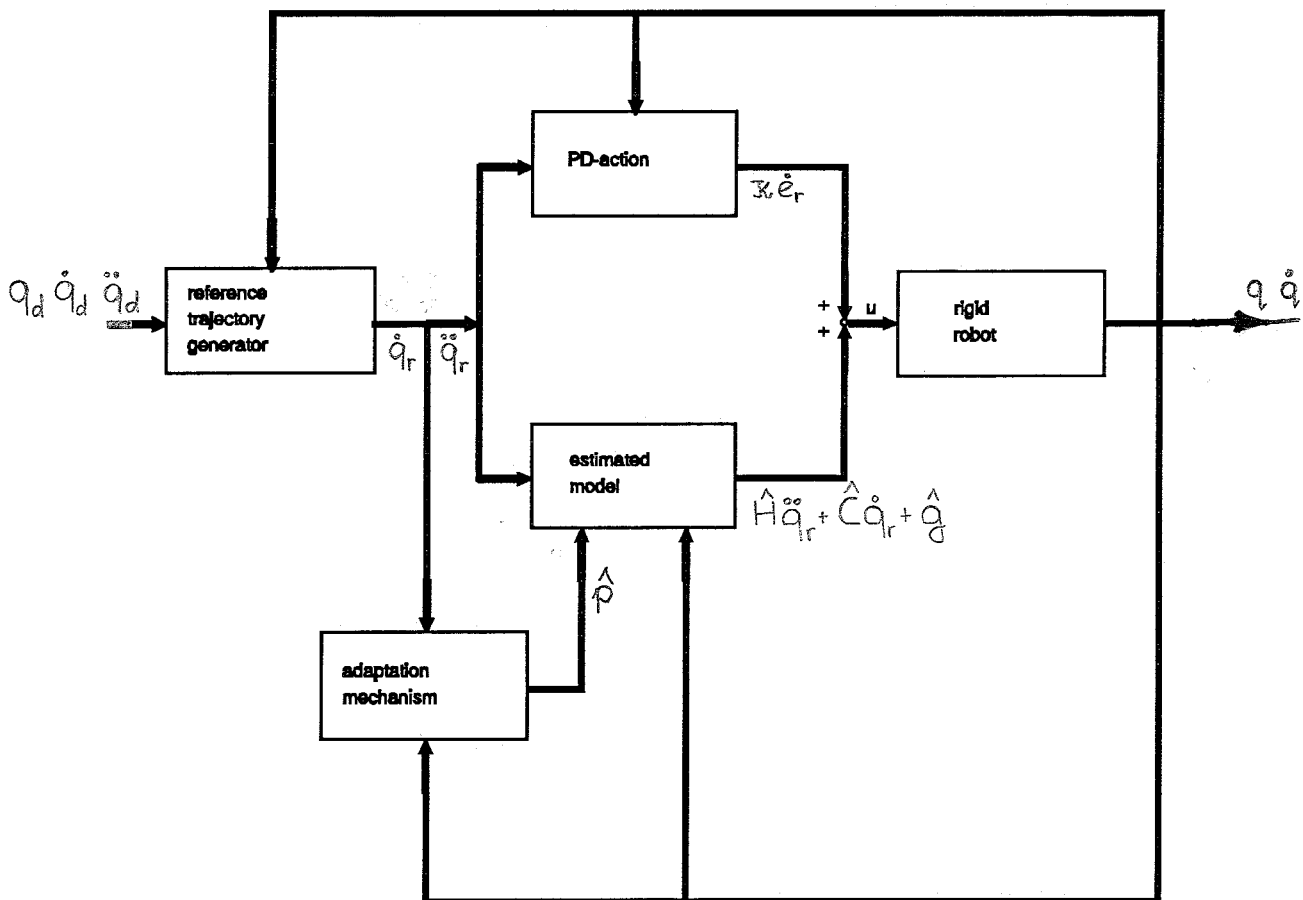 PD-action
K ė_r
q_d q̇_d q̈_d
reference
trajectory
generator
q̇_r q̈_r
+
+
u
rigid
robot
q q̇
estimated
model
Ĥq̈_r + Ĉq̇_r + ĝ
p̂
adaptation
mechanism